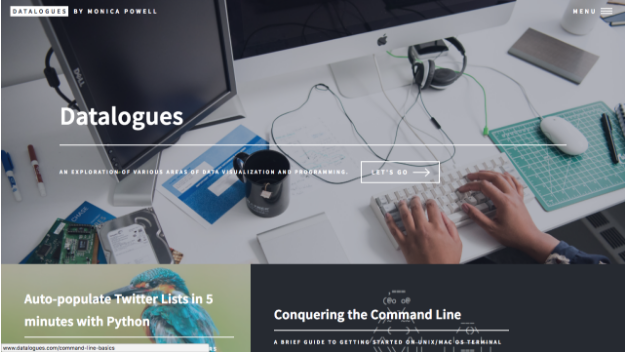 DATALOGUES BY MONICA POWELL
MENU
DELL
Datalogues
AN EXPLORATION OF VARIOUS AREAS OF DATA VISUALIZATION AND PROGRAMMING.
LET'S GO
Auto-populate Twitter Lists in 5
minutes with Python
Conquering the Command Line
A BRIEF GUIDE TO GETTING STARTED ON UNIX/MAC OS TERMINAL
www.datalogues.com/command-line-basics